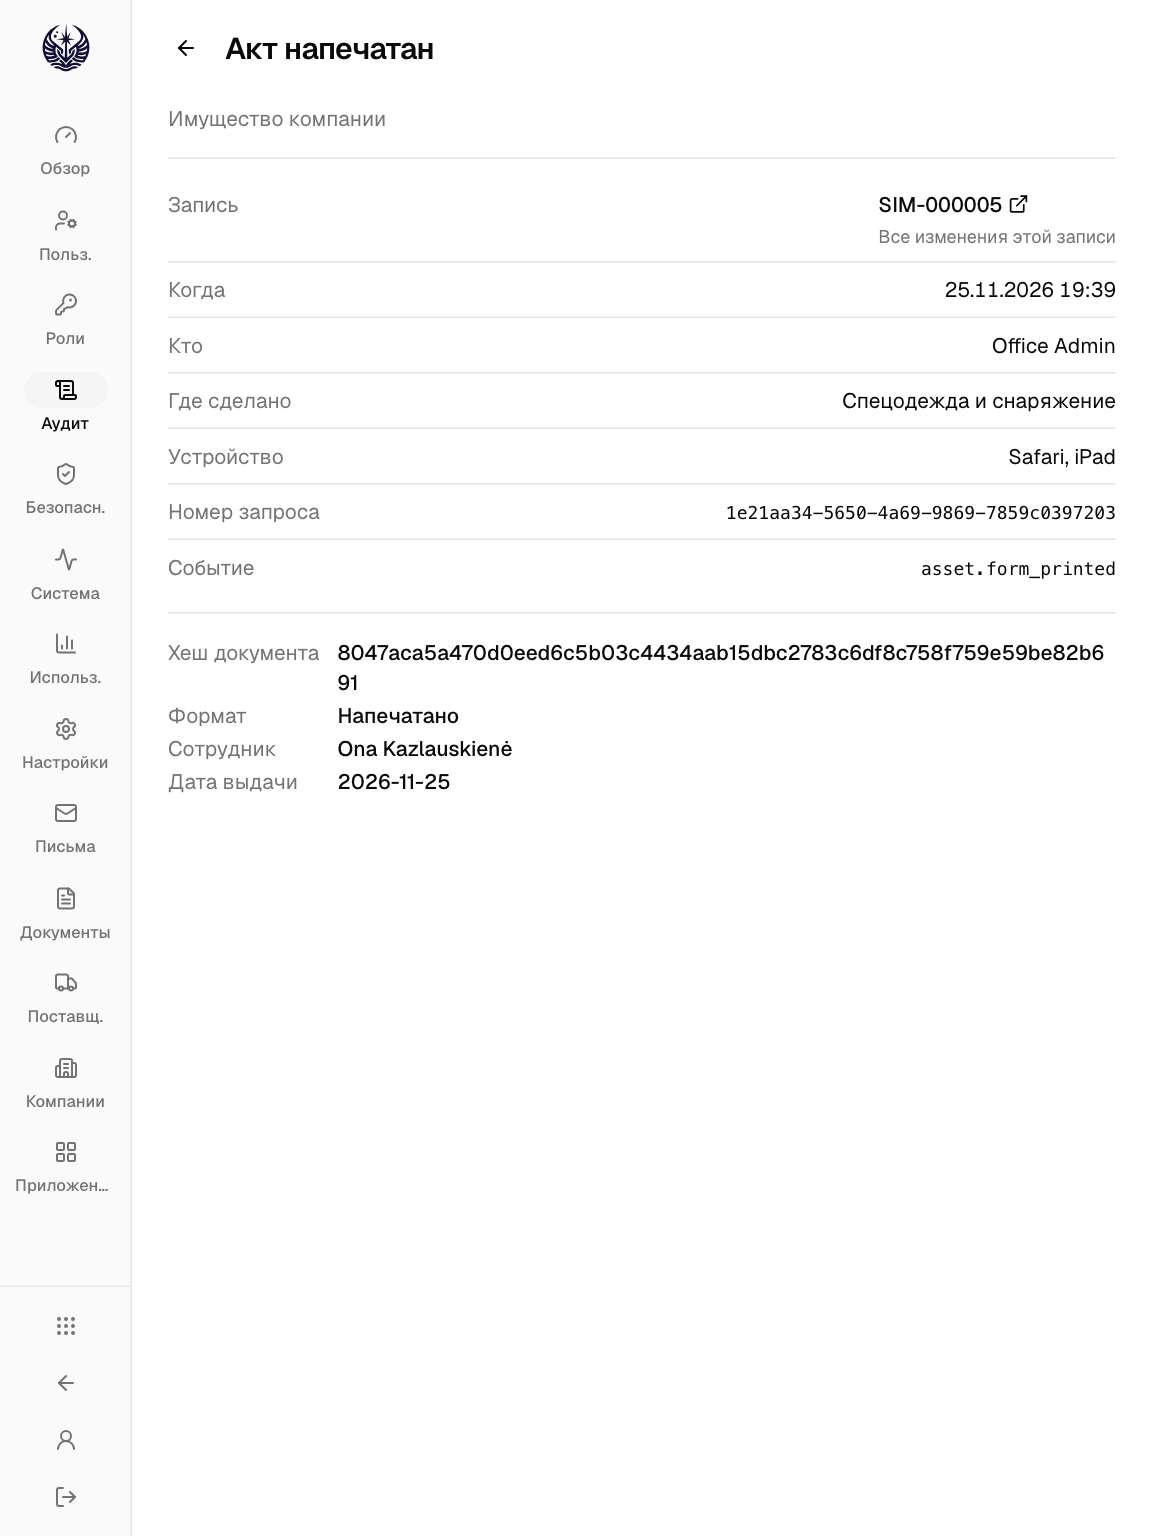 Акт напечатан
Имущество компании
Запись
SIM-000005
Все изменения этой записи
Когда
25.11.2026 19:39
Кто
Office Admin
Где сделано
Спецодежда и снаряжение
Устройство
Safari, iPad
Номер запроса
1e21aa34-5650-4a69-9869-7859c0397203
Событие
asset.form_printed
Хеш документа
8047aca5a470d0eed6c5b03c4434aab15dbc2783c6df8c758f759e59be82b6
91
Формат
Напечатано
Сотрудник
Ona Kazlauskienė
Дата выдачи
2026-11-25
Обзор
Польз.
Роли
Аудит
Безопасн.
Система
Использ.
Настройки
Письма
Документы
Поставщ.
Компании
Приложен...